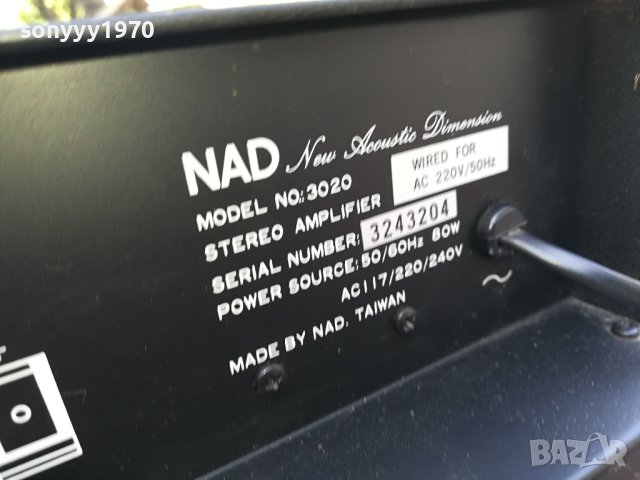 sonyyy1970
NAD New Acoustic Dimension
MODEL NO.:3020
WIRED FOR
AC 220V/50Hz
STEREO AMPLIFIER
SERIAL NUMBER: 3243204
POWER SOURCE: 50/60Hz 80W
AC117/220/240V
MADE BY NAD, TAIWAN
BAZAR